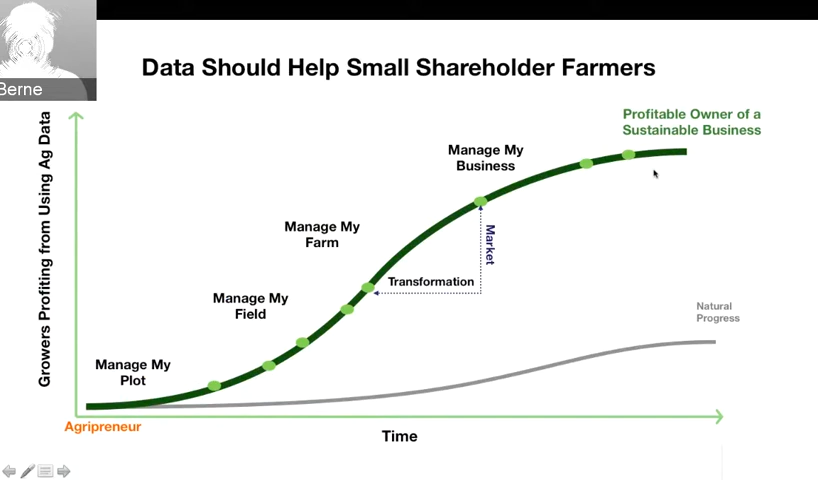 Berne
Data Should Help Small Shareholder Farmers
Growers Profiting from Using Ag Data
Profitable Owner of a
Sustainable Business
Manage My
Business
Manage My
Farm
Market
Transformation
Manage My
Field
Natural
Progress
Manage My
Plot
Agripreneur
Time